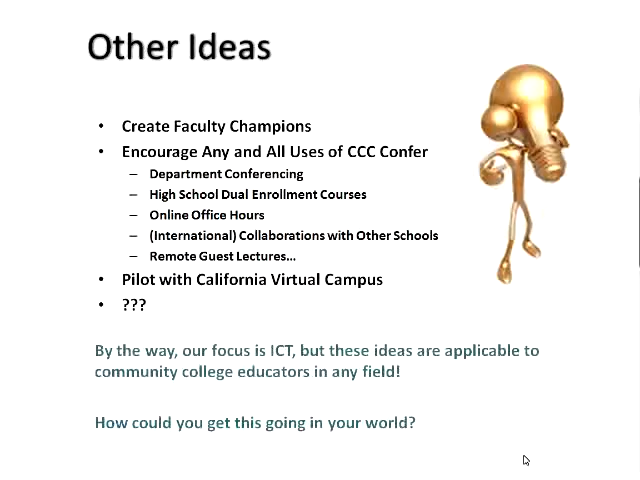 Other Ideas
• Create Faculty Champions
• Encourage Any and All Uses of CCC Confer
– Department Conferencing
– High School Dual Enrollment Courses
– Online Office Hours
– (International) Collaborations with Other Schools
– Remote Guest Lectures…
• Pilot with California Virtual Campus
• ???
By the way, our focus is ICT, but these ideas are applicable to
community college educators in any field!
How could you get this going in your world?